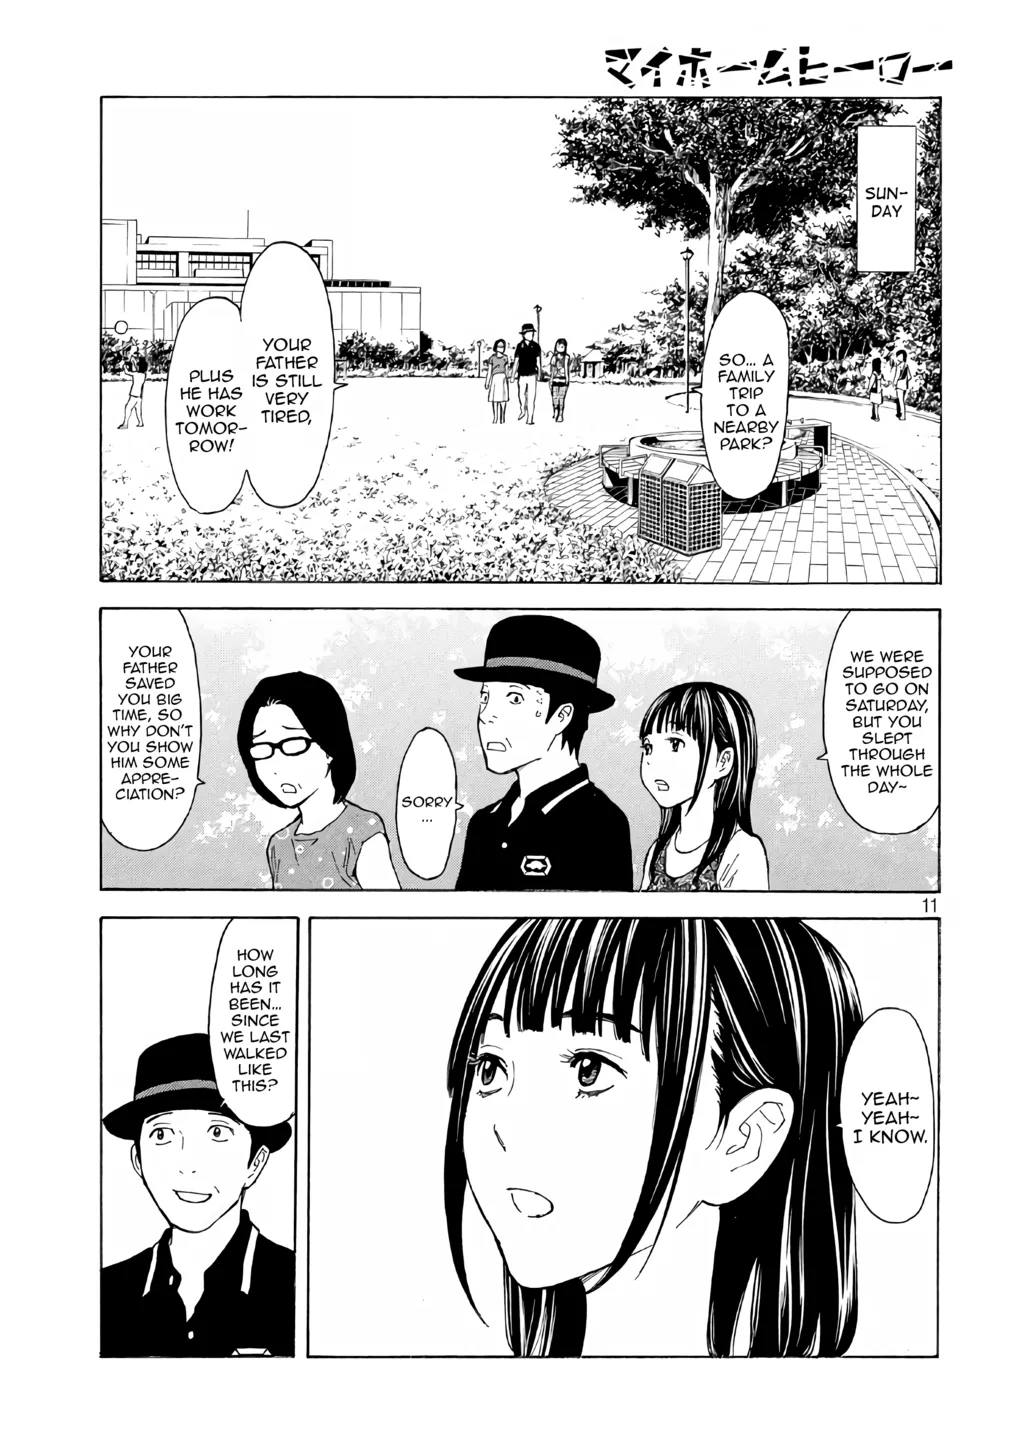 マイホームヒーロー
SUN-
DAY
SO... A
FAMILY
TRIP
TO A
NEARBY
PARK?
YOUR
FATHER
IS STILL
VERY
TIRED,
PLUS
HE HAS
WORK
TOMOR-
ROW!
WE WERE
SUPPOSED
TO GO ON
SATURDAY,
BUT YOU
SLEPT
THROUGH
THE WHOLE
DAY~
SORRY
...
YOUR
FATHER
SAVED
YOU BIG
TIME, SO
WHY DON'T
YOU SHOW
HIM SOME
APPRE-
CIATION?
11
YEAH~
YEAH~
I KNOW.
HOW
LONG
HAS IT
BEEN...
SINCE
WE LAST
WALKED
LIKE
THIS?